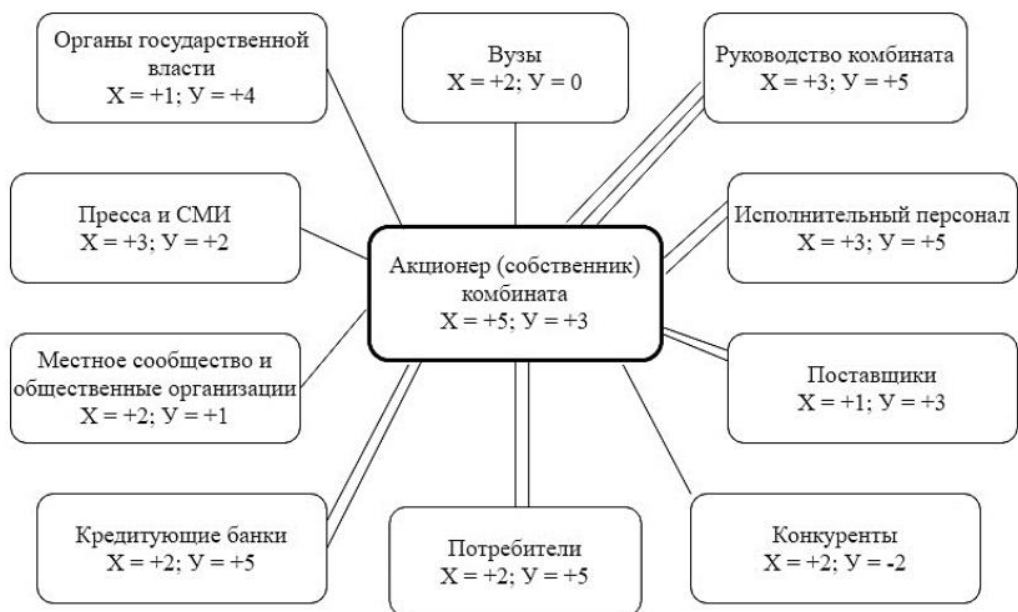 Органы государственной
власти
Х = +1; У = +4
Вузы
Х = +2; У = 0
Руководство комбината
Х = +3; У = +5
Пресса и СМИ
Х = +3; У = +2
Акционер (собственник)
комбината
Х = +5; У = +3
Исполнительный персонал
Х = +3; У = +5
Местное сообщество и
общественные организации
Х = +2; У = +1
Поставщики
Х = +1; У = +3
Кредитующие банки
Х = +2; У = +5
Потребители
Х = +2; У = +5
Конкуренты
Х = +2; У = -2